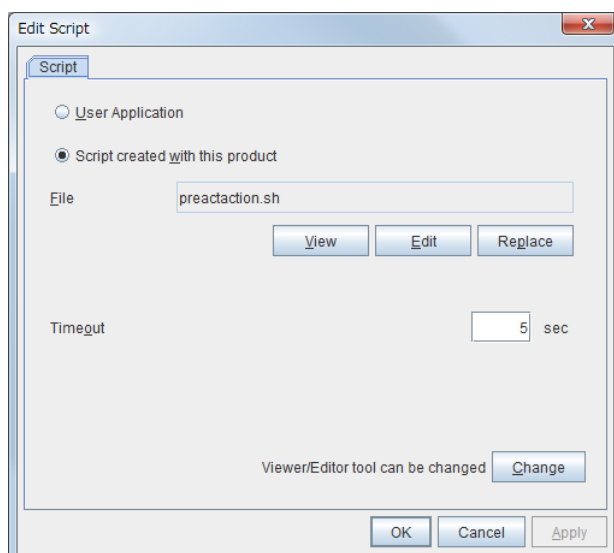 Edit Script
Script
User Application
Script created with this product
File preactaction.sh
View Edit Replace
Timeout 5 sec
Viewer/Editor tool can be changed Change
OK Cancel Apply